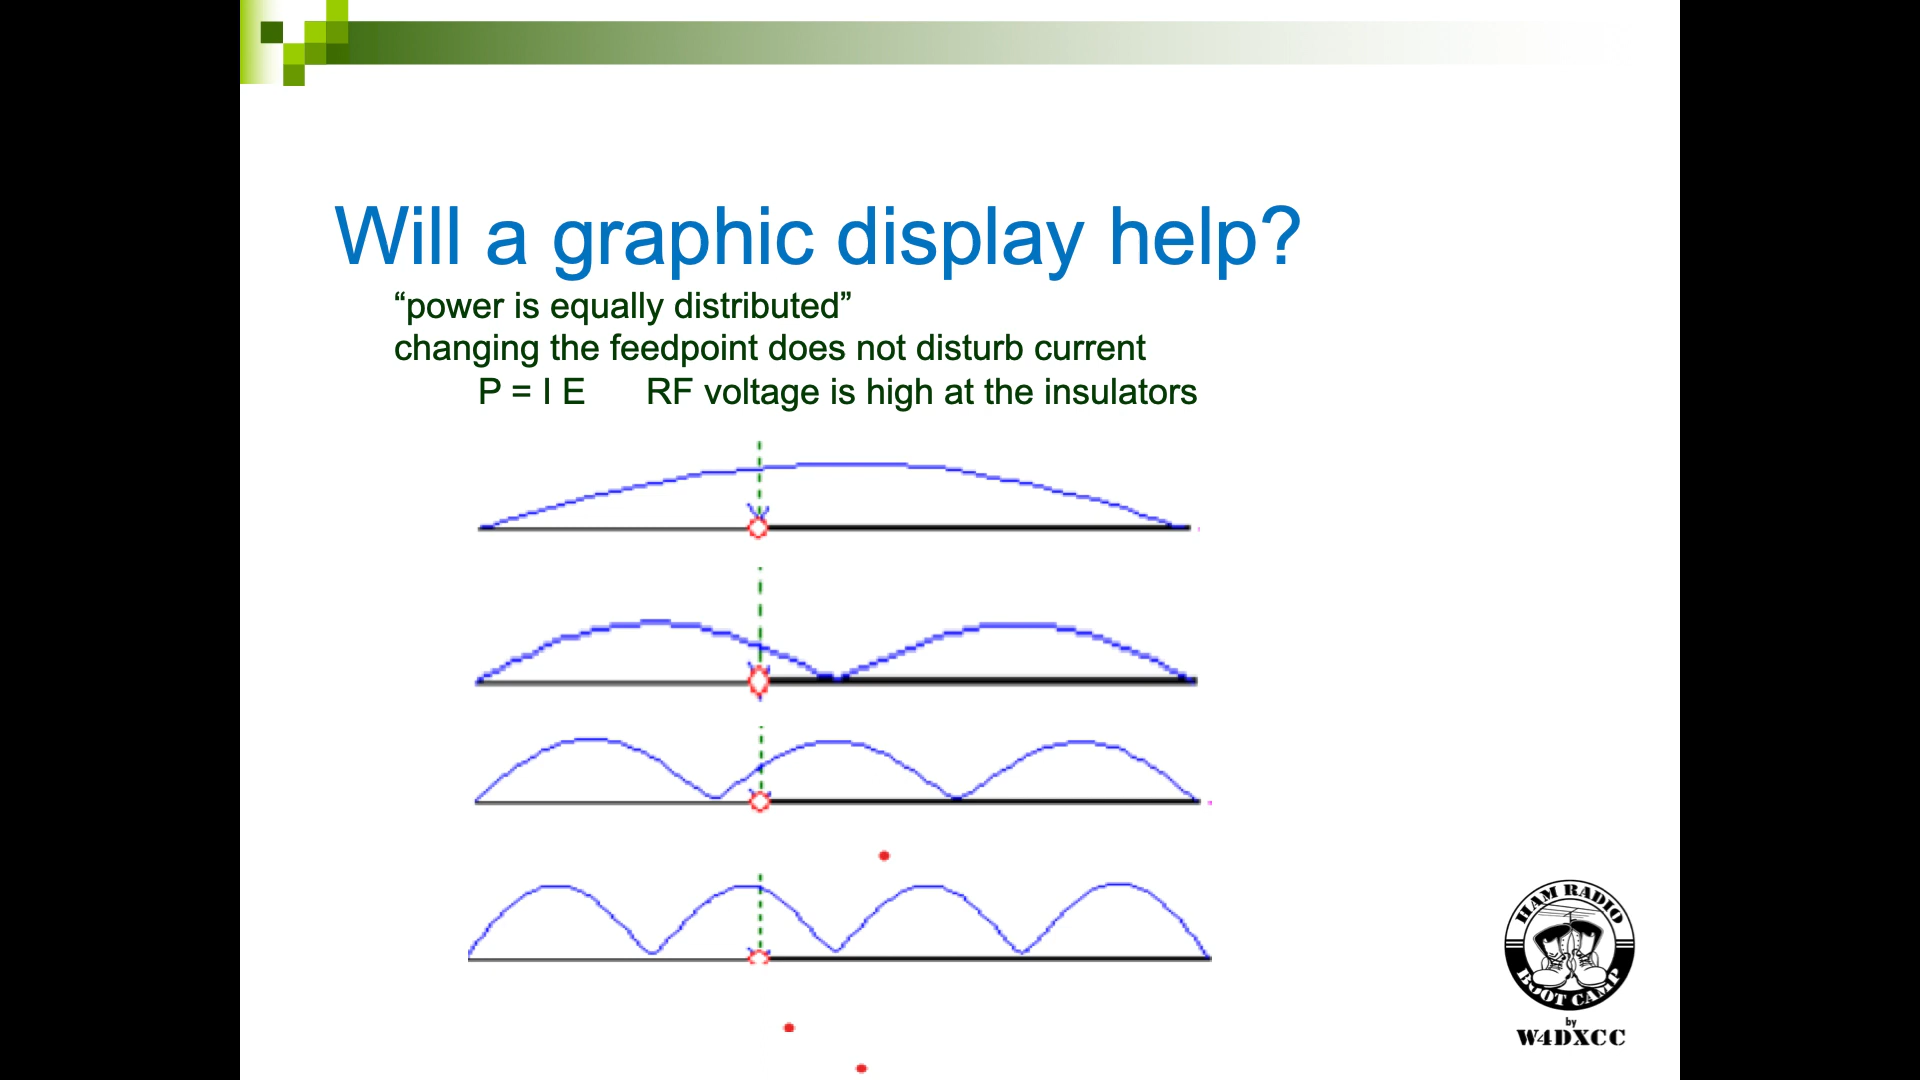 Will a graphic display help?
“power is equally distributed”
changing the feedpoint does not disturb current
P = I E RF voltage is high at the insulators
HAM RADIO
BOOT CAMP
by
W4DXCC